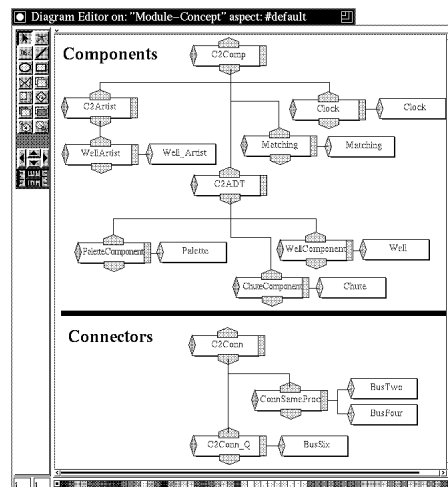 Diagram Editor on: "Module-Concept" aspect: #default
Components
C2Comp
C2Artist
Clock
Clock
WellArtist
Well_Artist
Matching
Matching
C2ADT
PaletteComponent
Palette
WellComponent
Well
ChuteComponent
Chute
Connectors
C2Conn
ConnSameProc
BusTwo
BusFour
C2Conn_Q
BusSix